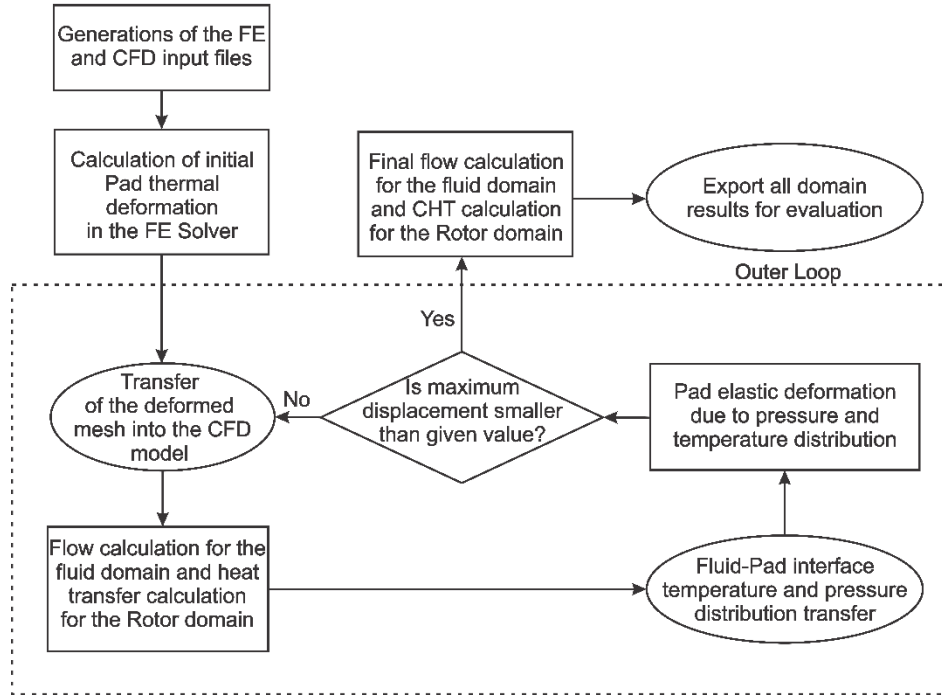 Generations of the FE
and CFD input files
Calculation of initial
Pad thermal
deformation
in the FE Solver
Final flow calculation
for the fluid domain
and CHT calculation
for the Rotor domain
Export all domain
results for evaluation
Outer Loop
Yes
Transfer
of the deformed
mesh into the CFD
model
No
Is maximum
displacement smaller
than given value?
Pad elastic deformation
due to pressure and
temperature distribution
Flow calculation for the
fluid domain and heat
transfer calculation
for the Rotor domain
Fluid-Pad interface
temperature and pressure
distribution transfer